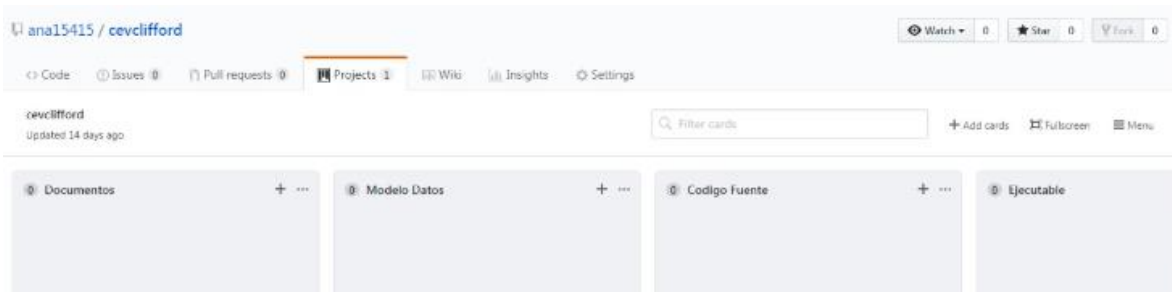 ana15415 / cevclifford
Watch 0 Star 0 Fork 0
Code Issues 0 Pull requests 0 Projects 1 Wiki Insights Settings
cevclifford
Updated 14 days ago
Filter cards
Add cards Fullscreen Menu
0 Documentos
0 Modelo Datos
0 Codigo Fuente
0 Ejecutable